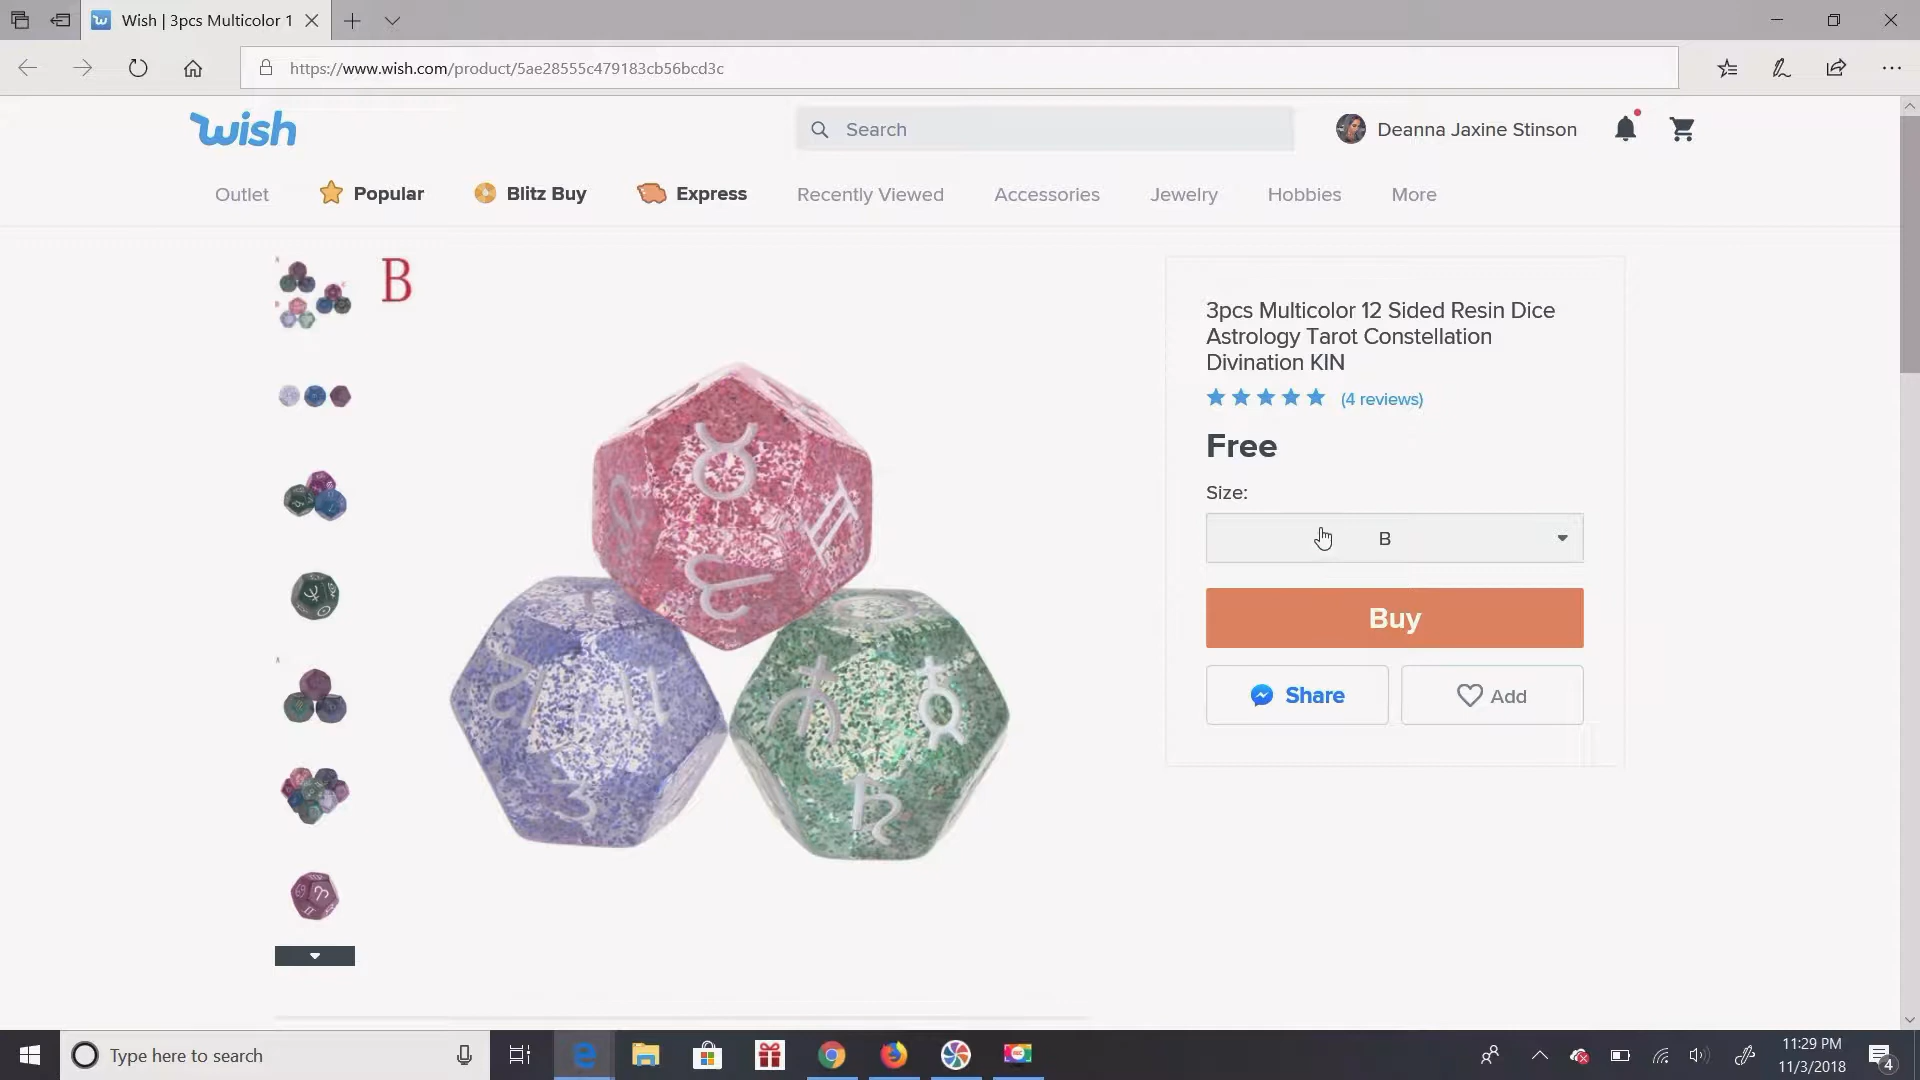 Wish | 3pcs Multicolor 1
https://www.wish.com/product/5ae28555c479183cb56bcd3c
wish
Search
Deanna Jaxine Stinson
Outlet
Popular
Blitz Buy
Express
Recently Viewed
Accessories
Jewelry
Hobbies
More
B
3pcs Multicolor 12 Sided Resin Dice
Astrology Tarot Constellation
Divination KIN
(4 reviews)
Free
Size:
B
Buy
Share
Add
Type here to search
11:29 PM
11/3/2018
4